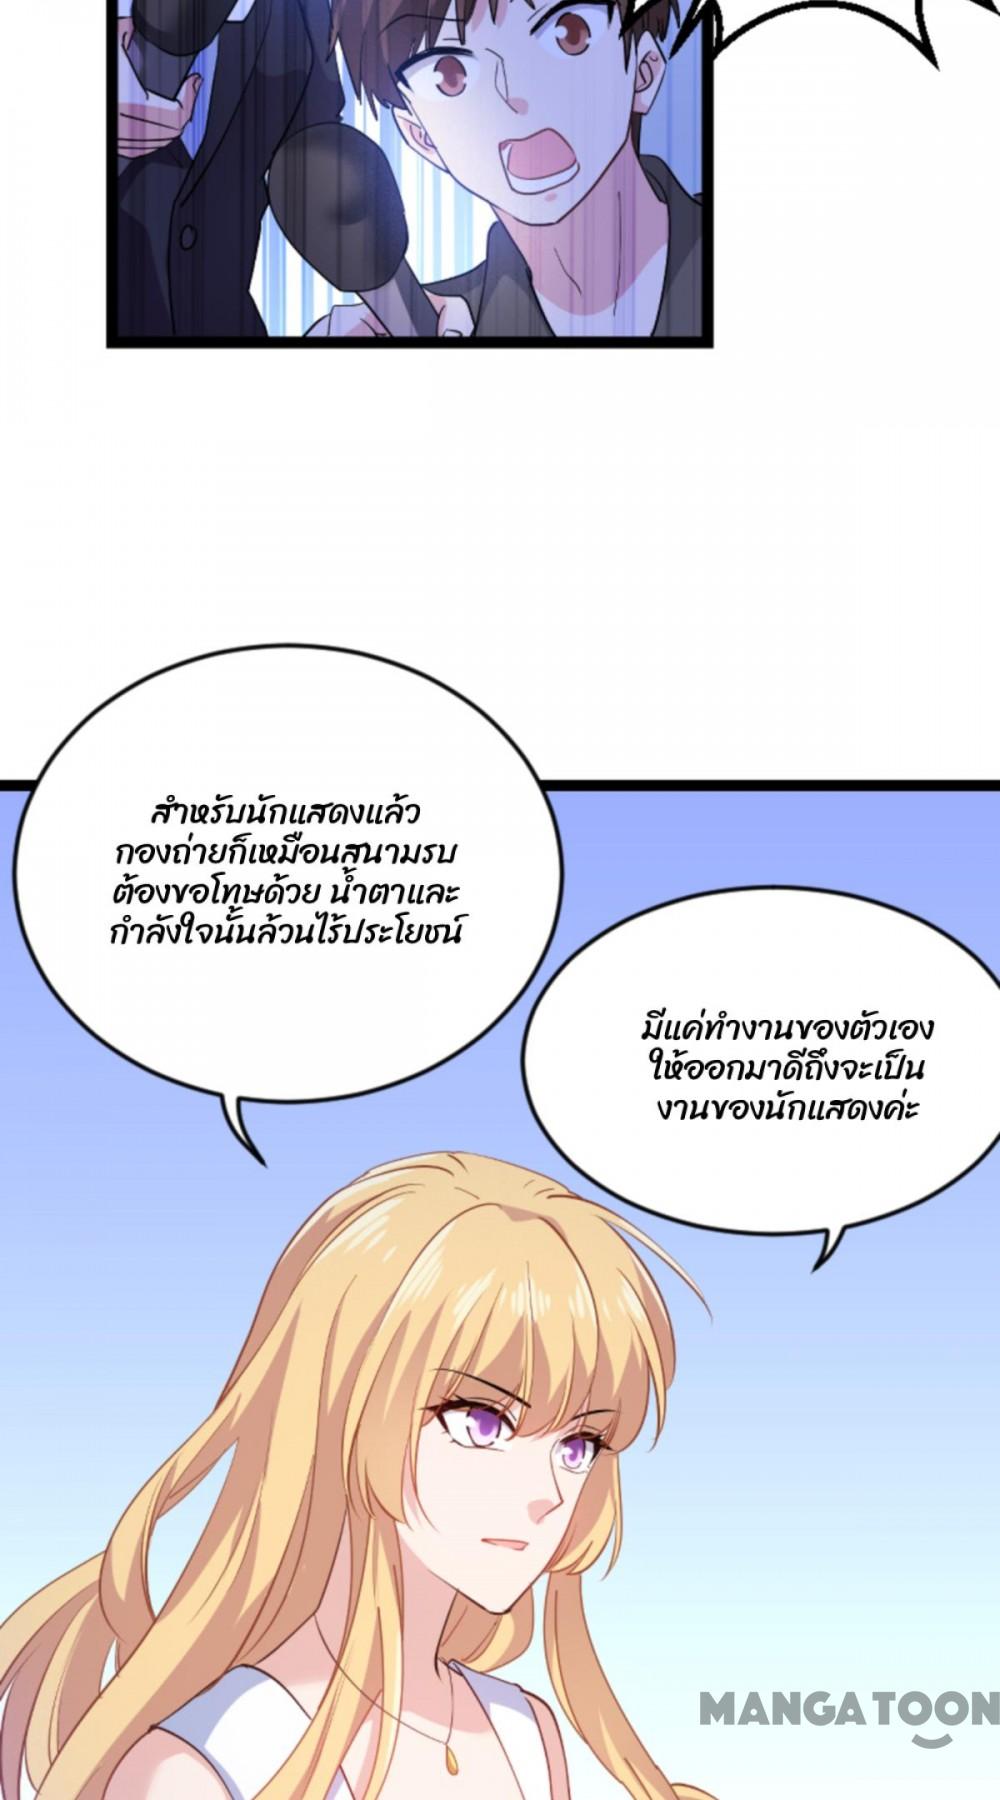 สำหรับนักแสดงแล้ว
กองถ่ายก็เหมือนสนามรบ
ต้องขอโทษด้วย น้ำตาและ
กำลังใจนั้นล้วนไร้ประโยชน์
มีแค่ทำงานของตัวเอง
ให้ออกมาดีถึงจะเป็น
งานของนักแสดงค่ะ
MANGATOON